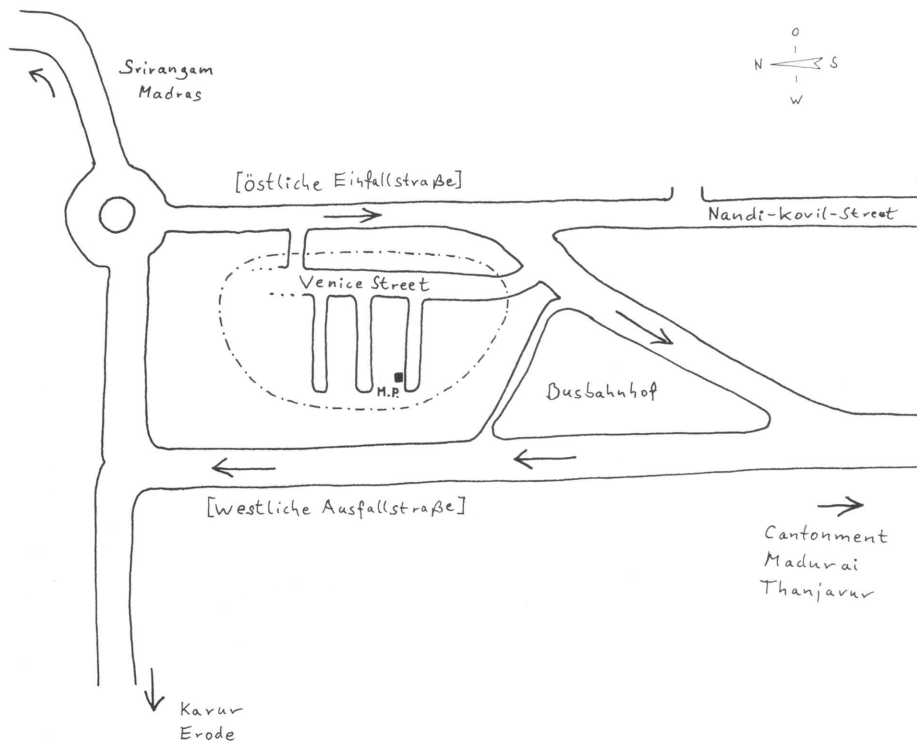 Srirangam
Madras
O
N S
W
[östliche Einfallstraße]
Nandi-Kovil-Street
Venice Street
M.P.
Busbahnhof
[westliche Ausfallstraße]
Cantonment
Madurai
Thanjavur
Karur
Erode